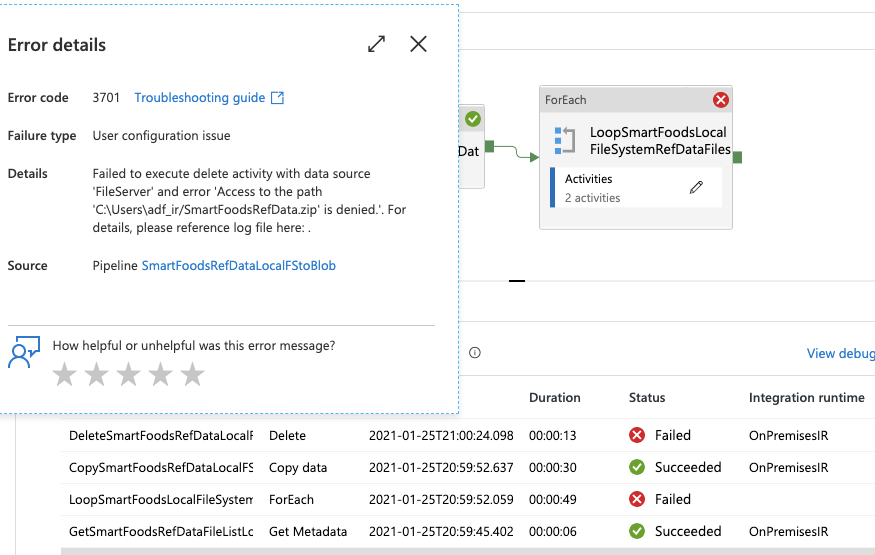 Error details
Error code 3701 Troubleshooting guide
Failure type User configuration issue
Details Failed to execute delete activity with data source
'FileServer' and error 'Access to the path
'C:\Users\adf_ir/SmartFoodsRefData.zip' is denied.'. For
details, please reference log file here: .
Source Pipeline SmartFoodsRefDataLocalFStoBlob
How helpful or unhelpful was this error message?
Dat
ForEach
LoopSmartFoodsLocal
FileSystemRefDataFiles
Activities
2 activities
View debug
Duration Status Integration runtime
DeleteSmartFoodsRefDataLocalF Delete 2021-01-25T21:00:24.098 00:00:13 Failed OnPremisesIR
CopySmartFoodsRefDataLocalFS Copy data 2021-01-25T20:59:52.637 00:00:30 Succeeded OnPremisesIR
LoopSmartFoodsLocalFileSystem ForEach 2021-01-25T20:59:52.059 00:00:49 Failed
GetSmartFoodsRefDataFileListLo Get Metadata 2021-01-25T20:59:45.402 00:00:06 Succeeded OnPremisesIR